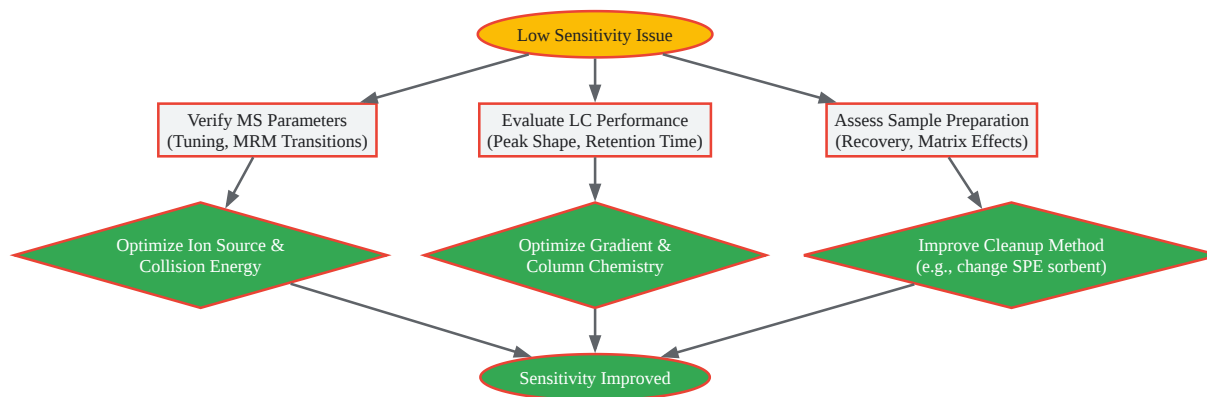 Low Sensitivity Issue
Verify MS Parameters
(Tuning, MRM Transitions)
Evaluate LC Performance
(Peak Shape, Retention Time)
Assess Sample Preparation
(Recovery, Matrix Effects)
Optimize Ion Source &
Collision Energy
Optimize Gradient &
Column Chemistry
Improve Cleanup Method
(e.g., change SPE sorbent)
Sensitivity Improved